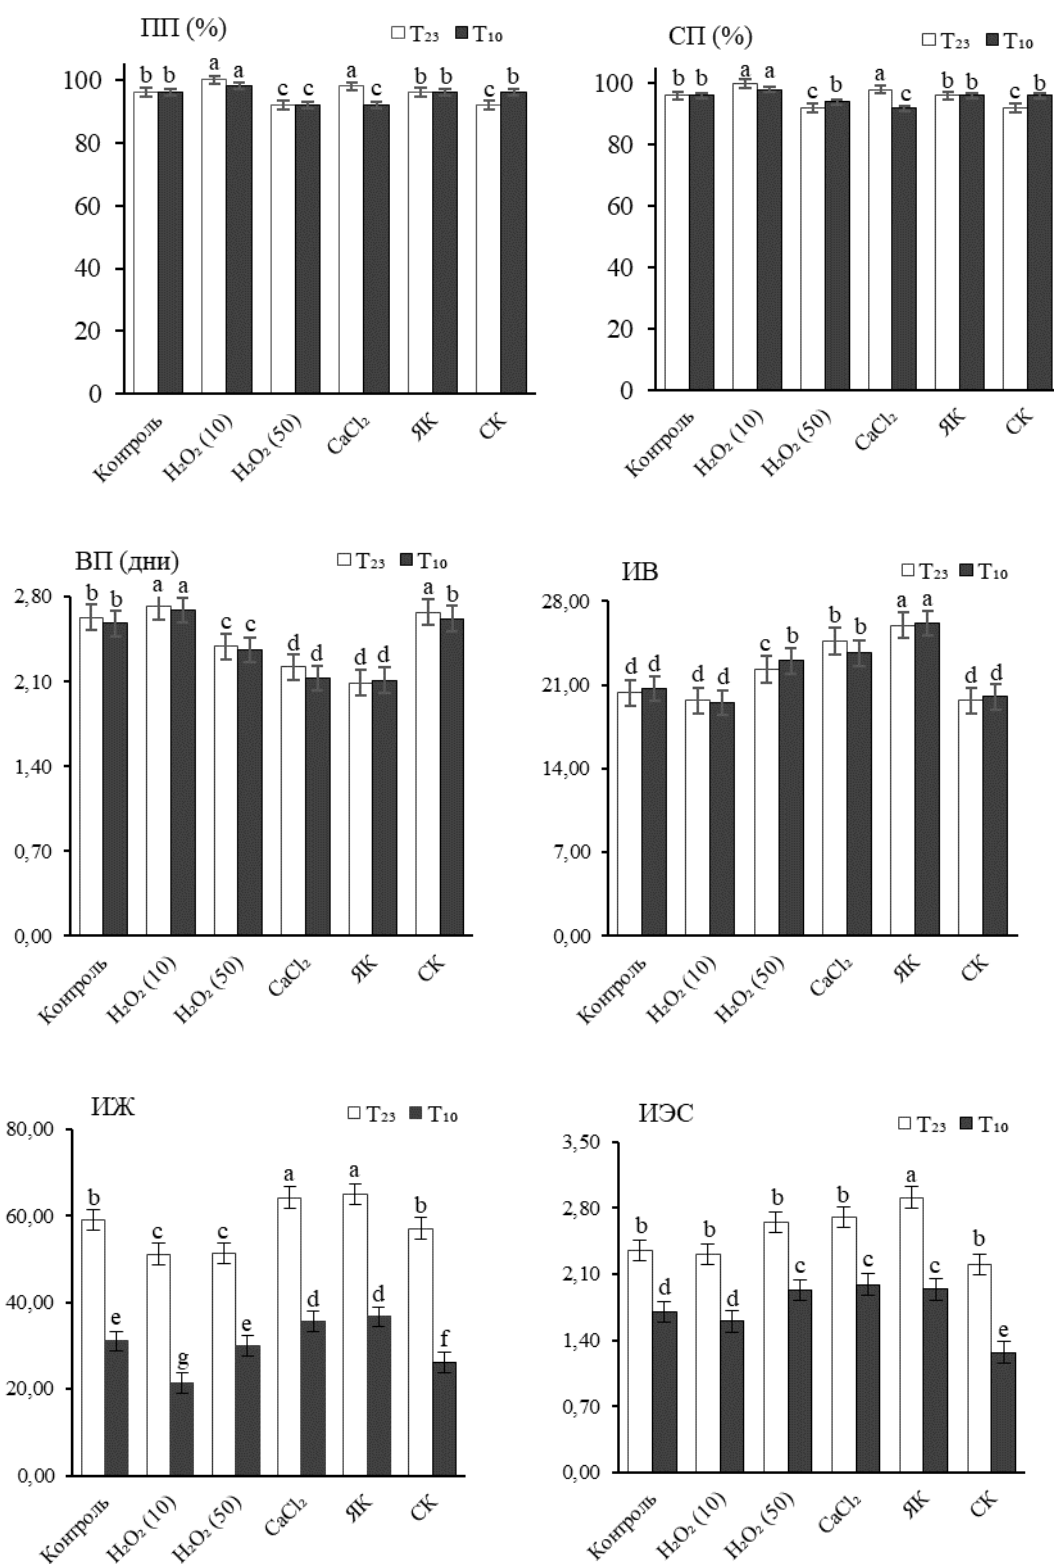 ПП (%)
T₂₃ T₁₀
b b a a c c a c b b c b
100
80
60
40
20
0
Контроль H₂O₂ (10) H₂O₂ (50) CaCl₂ ЯК СК
СП (%)
T₂₃ T₁₀
b b a a c b a c b b c b
100
80
60
40
20
0
Контроль H₂O₂ (10) H₂O₂ (50) CaCl₂ ЯК СК
ВП (дни)
T₂₃ T₁₀
b b a a c c d d d d a b
2,80
2,10
1,40
0,70
0,00
Контроль H₂O₂ (10) H₂O₂ (50) CaCl₂ ЯК СК
ИВ
T₂₃ T₁₀
d d d d c b b b a a d d
28,00
21,00
14,00
7,00
0,00
Контроль H₂O₂ (10) H₂O₂ (50) CaCl₂ ЯК СК
ИЖ
T₂₃ T₁₀
b e c g c e a d a d b f
80,00
60,00
40,00
20,00
0,00
Контроль H₂O₂ (10) H₂O₂ (50) CaCl₂ ЯК СК
ИЭС
T₂₃ T₁₀
b d b d b c b c a c b e
3,50
2,80
2,10
1,40
0,70
0,00
Контроль H₂O₂ (10) H₂O₂ (50) CaCl₂ ЯК СК